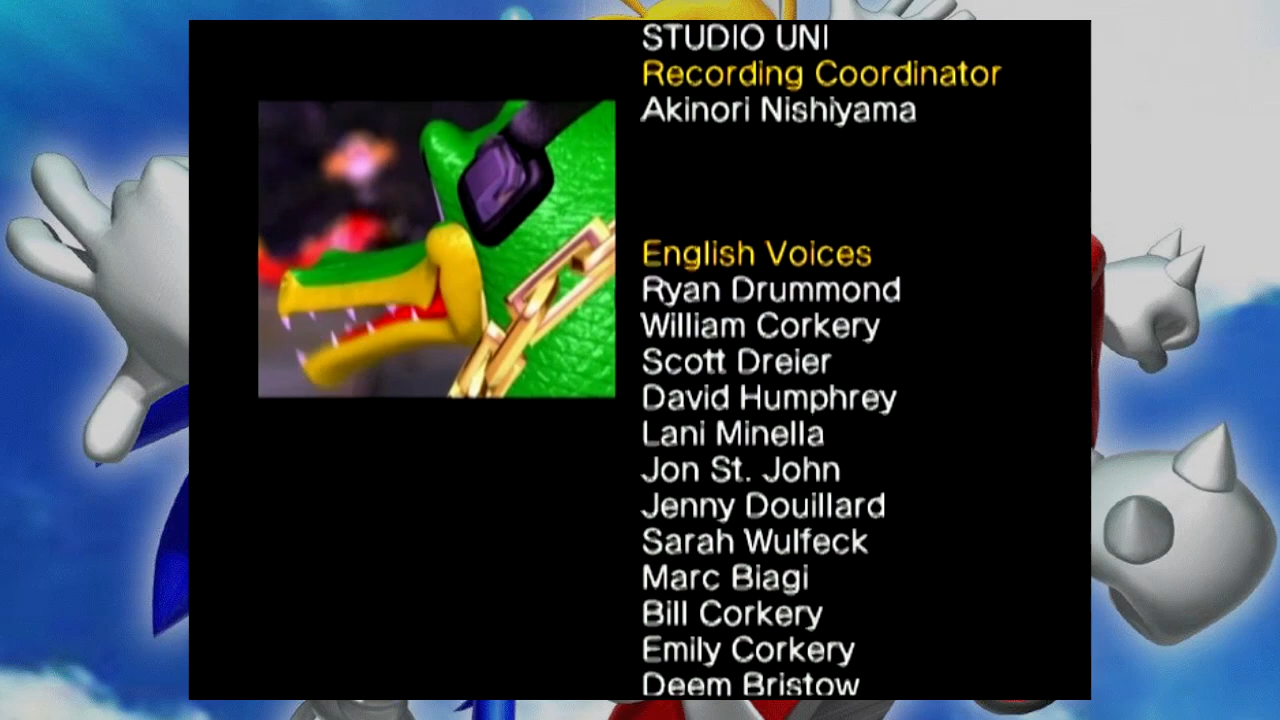 STUDIO UNI
Recording Coordinator
Akinori Nishiyama
English Voices
Ryan Drummond
William Corkery
Scott Dreier
David Humphrey
Lani Minella
Jon St. John
Jenny Douillard
Sarah Wulfeck
Marc Biagi
Bill Corkery
Emily Corkery
Deem Bristow